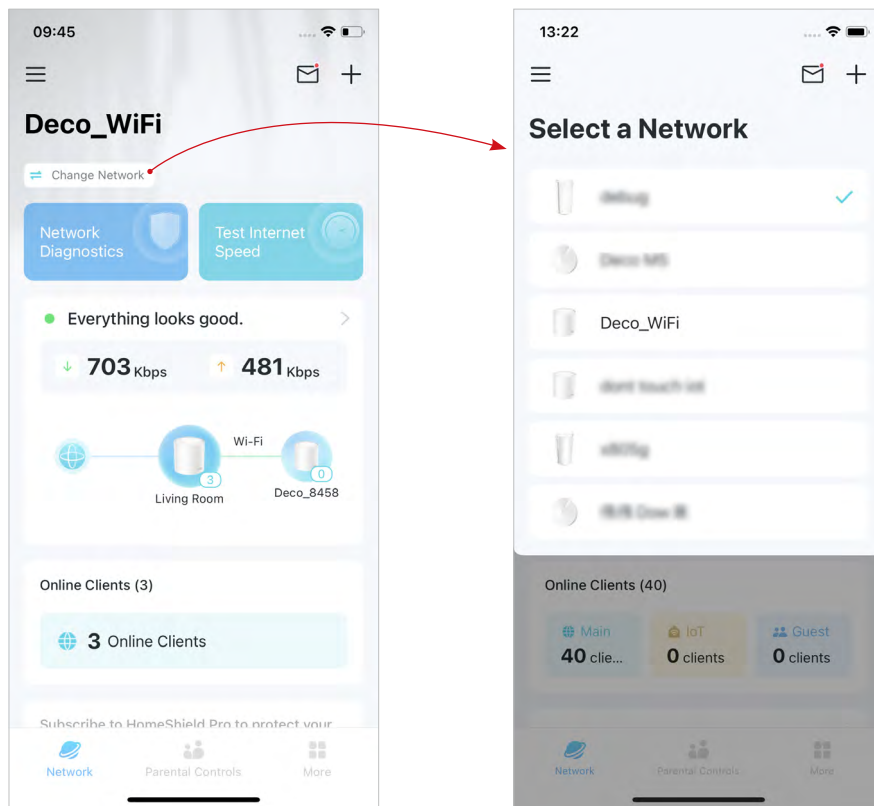 09:45
Deco_WiFi
Change Network
Network
Diagnostics
Test Internet
Speed
Everything looks good.
703 Kbps
481 Kbps
Wi-Fi
3
0
Living Room
Deco_8458
Online Clients (3)
3 Online Clients
Subscribe to HomeShield Pro to protect your
Network
Parental Controls
More
13:22
Select a Network
Deco_WiFi
Online Clients (40)
Main
40 clie...
IoT
0 clients
Guest
0 clients
Network
Parental Controls
More